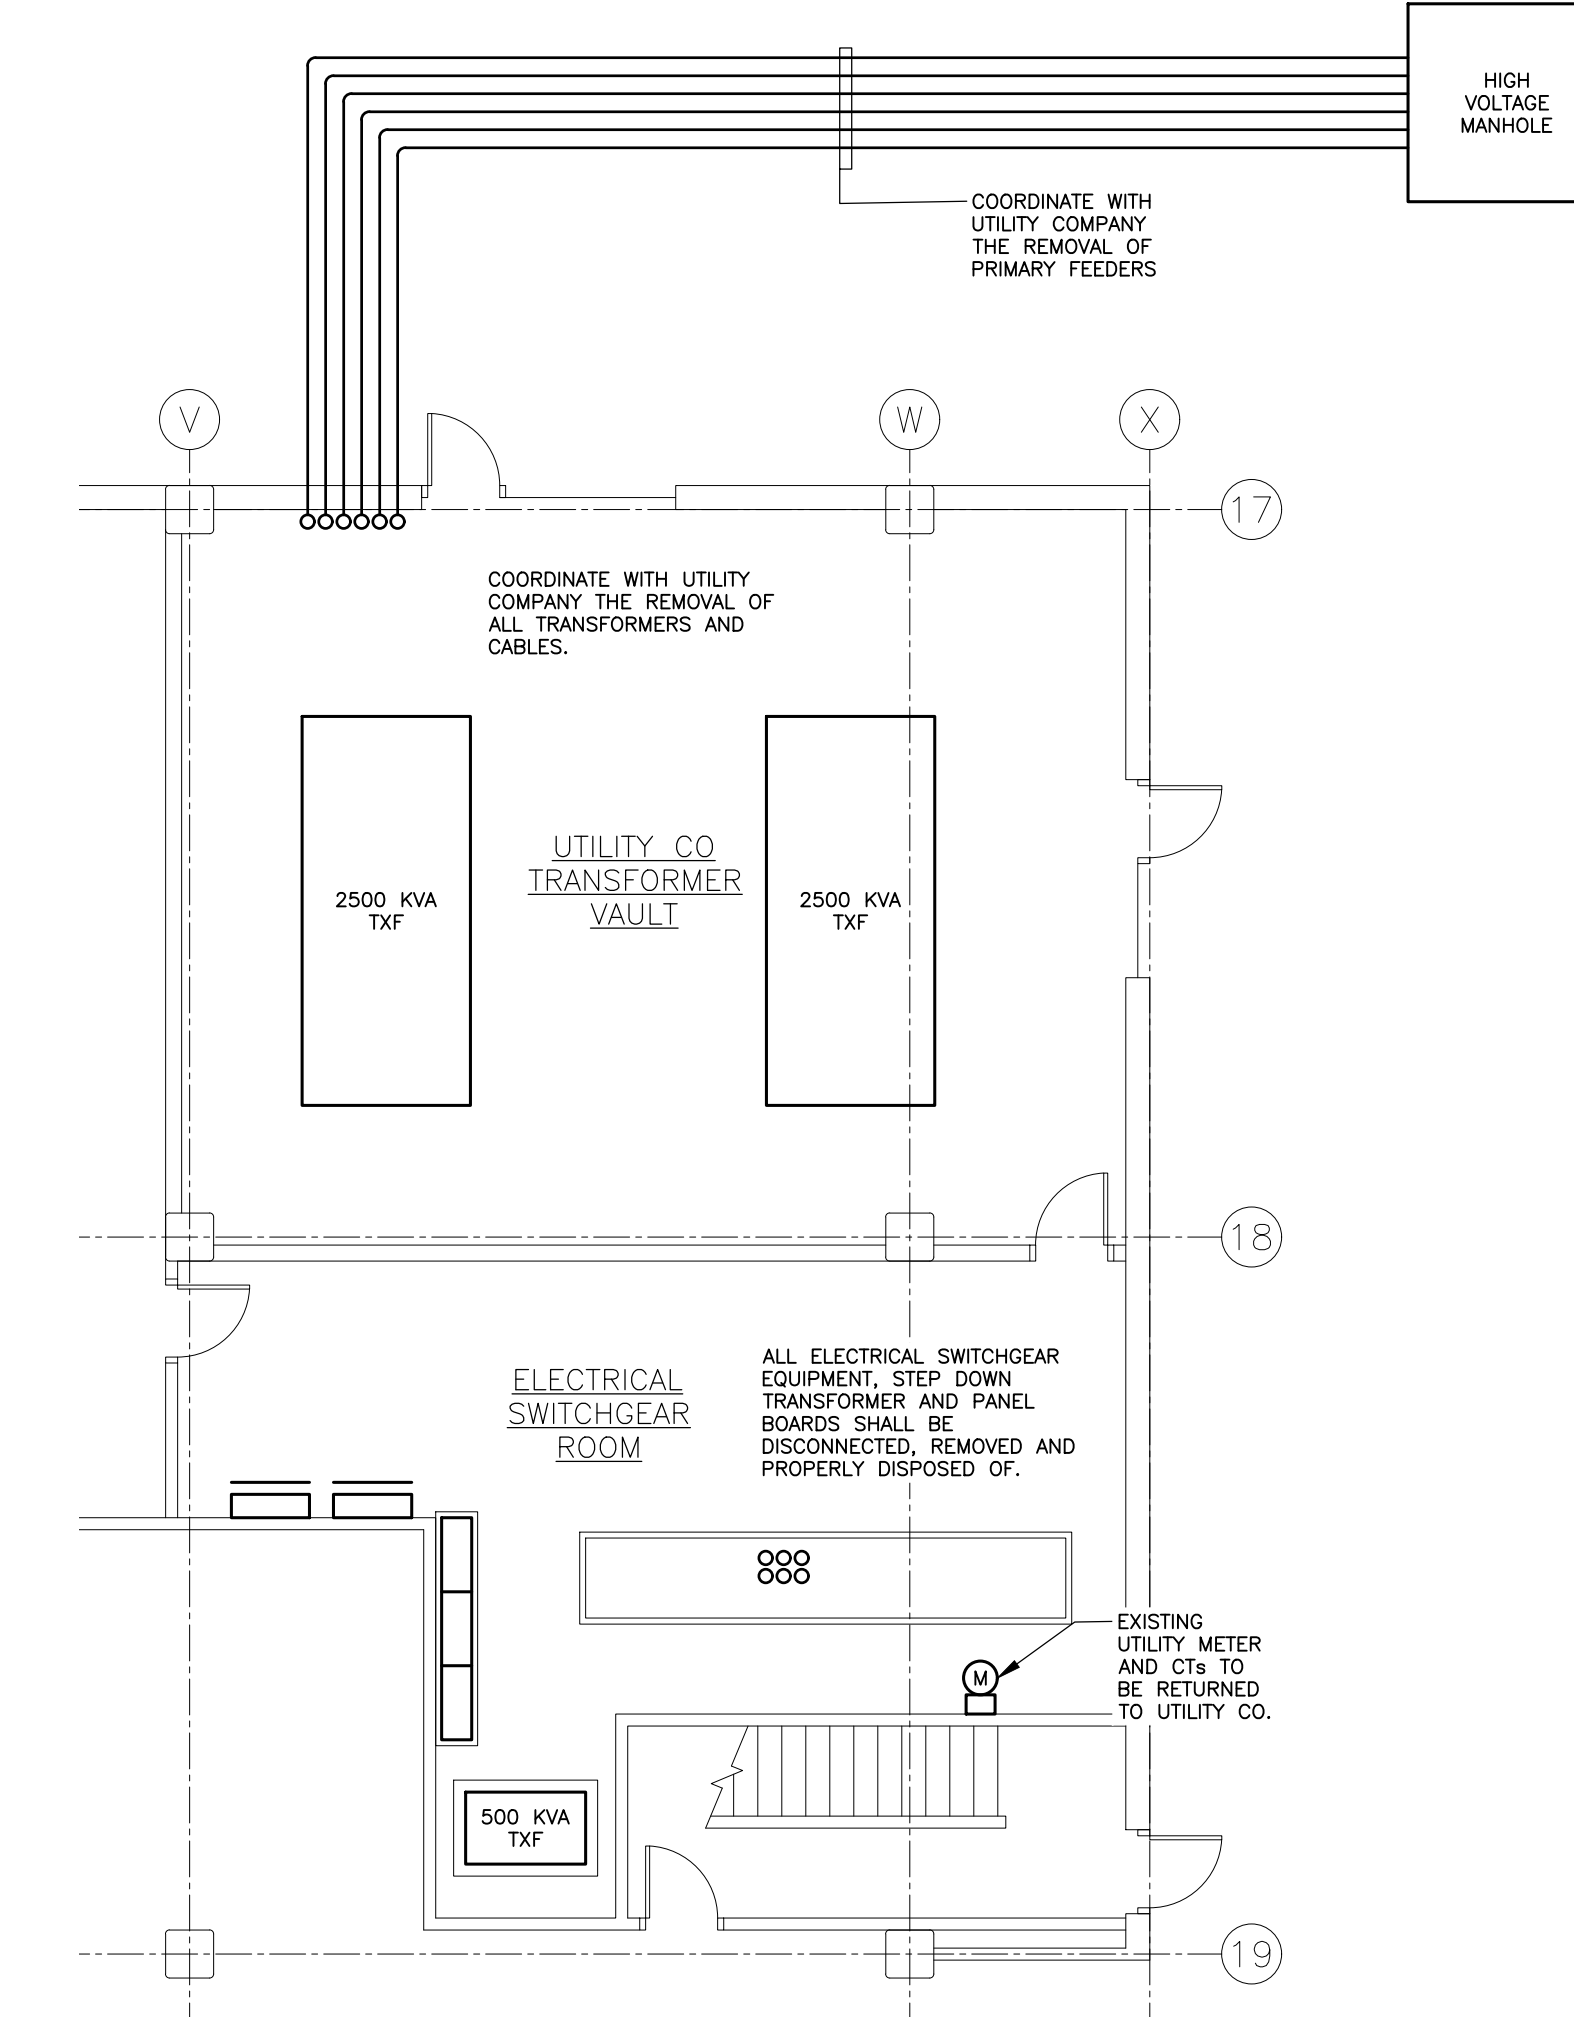 HIGH
VOLTAGE
MANHOLE
COORDINATE WITH
UTILITY COMPANY
THE REMOVAL OF
PRIMARY FEEDERS
V
W
X
17
COORDINATE WITH UTILITY
COMPANY THE REMOVAL OF
ALL TRANSFORMERS AND
CABLES.
UTILITY CO
TRANSFORMER
VAULT
2500 KVA
TXF
2500 KVA
TXF
18
ELECTRICAL
SWITCHGEAR
ROOM
ALL ELECTRICAL SWITCHGEAR
EQUIPMENT, STEP DOWN
TRANSFORMER AND PANEL
BOARDS SHALL BE
DISCONNECTED, REMOVED AND
PROPERLY DISPOSED OF.
EXISTING
UTILITY METER
AND CTs TO
BE RETURNED
TO UTILITY CO.
M
500 KVA
TXF
19